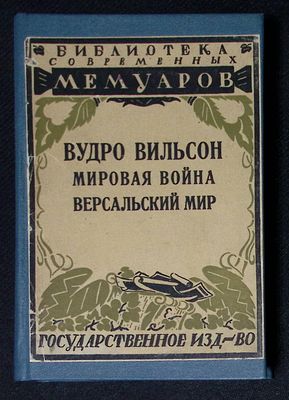 БИБЛИОТЕКА
СОВРЕМЕННЫХ
МЕМУАРОВ
ВУДРО ВИЛЬСОН
МИРОВАЯ ВОЙНА
ВЕРСАЛЬСКИЙ МИР
ГОСУДАРСТВЕННОЕ ИЗД-ВО